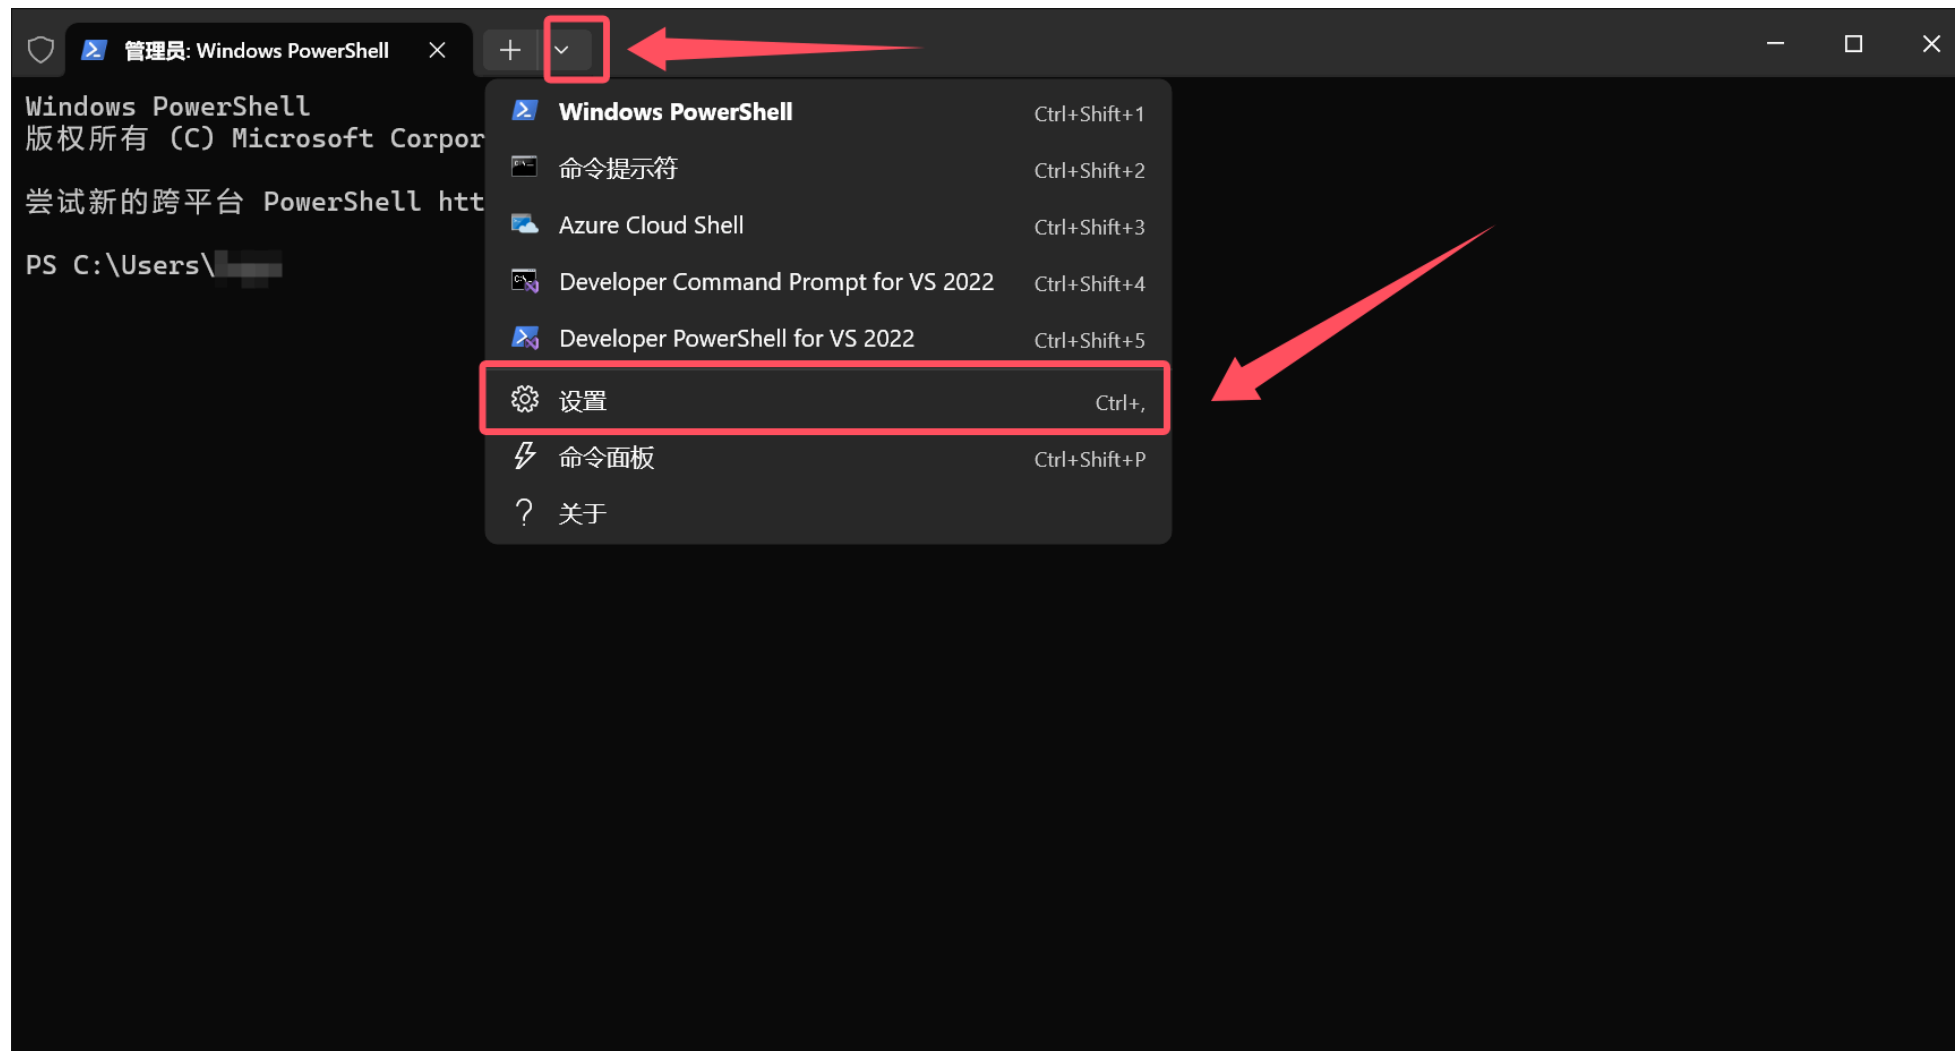 管理员: Windows PowerShell
Windows PowerShell
版权所有 (C) Microsoft Corpor
尝试新的跨平台 PowerShell htt
PS C:\Users\
Windows PowerShell Ctrl+Shift+1
命令提示符 Ctrl+Shift+2
Azure Cloud Shell Ctrl+Shift+3
Developer Command Prompt for VS 2022 Ctrl+Shift+4
Developer PowerShell for VS 2022 Ctrl+Shift+5
设置 Ctrl+,
命令面板 Ctrl+Shift+P
关于